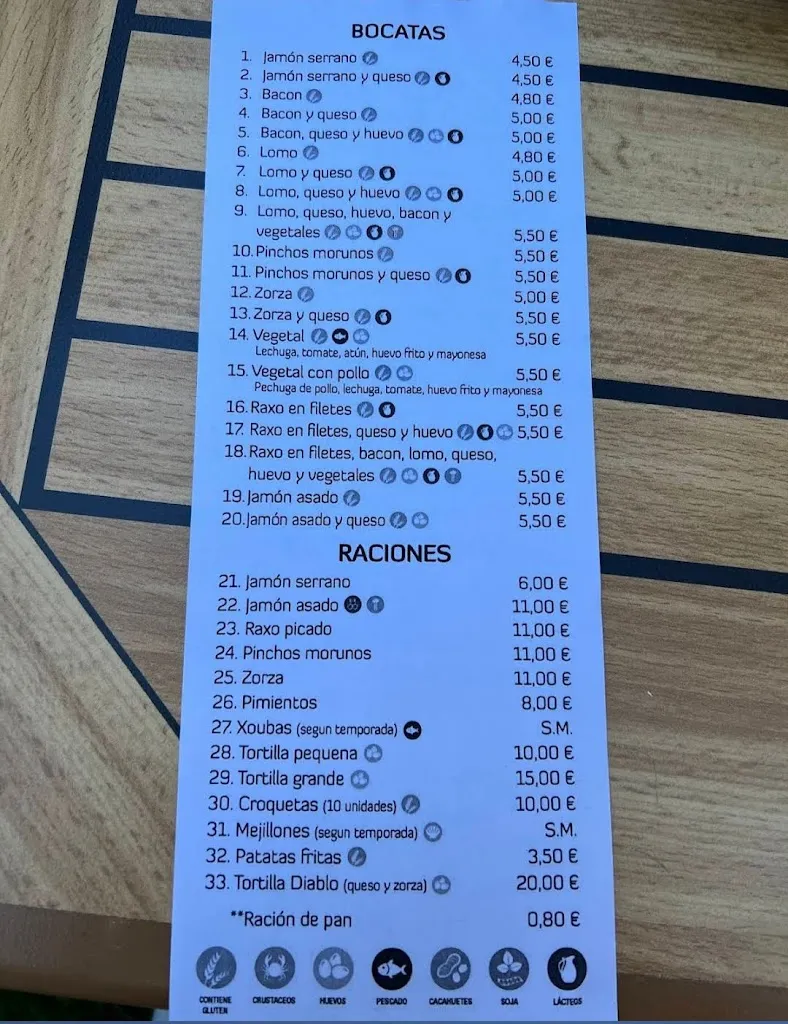 BOCATAS
1. Jamón serrano 4,50 €
2. Jamón serrano y queso 4,50 €
3. Bacon 4,80 €
4. Bacon y queso 5,00 €
5. Bacon, queso y huevo 5,00 €
6. Lomo 4,80 €
7. Lomo y queso 5,00 €
8. Lomo, queso y huevo 5,00 €
9. Lomo, queso, huevo, bacon y
vegetales 5,50 €
10. Pinchos morunos 5,50 €
11. Pinchos morunos y queso 5,50 €
12. Zorza 5,00 €
13. Zorza y queso 5,50 €
14. Vegetal 5,50 €
Lechuga, tomate, atún, huevo frito y mayonesa
15. Vegetal con pollo 5,50 €
Pechuga de pollo, lechuga, tomate, huevo frito y mayonesa
16. Raxo en filetes 5,50 €
17. Raxo en filetes, queso y huevo 5,50 €
18. Raxo en filetes, bacon, lomo, queso,
huevo y vegetales 5,50 €
19. Jamón asado 5,50 €
20. Jamón asado y queso 5,50 €
RACIONES
21. Jamón serrano 6,00 €
22. Jamón asado 11,00 €
23. Raxo picado 11,00 €
24. Pinchos morunos 11,00 €
25. Zorza 11,00 €
26. Pimientos 8,00 €
27. Xoubas (segun temporada) S.M.
28. Tortilla pequena 10,00 €
29. Tortilla grande 15,00 €
30. Croquetas (10 unidades) 10,00 €
31. Mejillones (segun temporada) S.M.
32. Patatas fritas 3,50 €
33. Tortilla Diablo (queso y zorza) 20,00 €
**Ración de pan 0,80 €
CONTIENE GLUTEN CRUSTACEOS HUEVOS PESCADO CACAHUETES SOJA LÁCTEOS